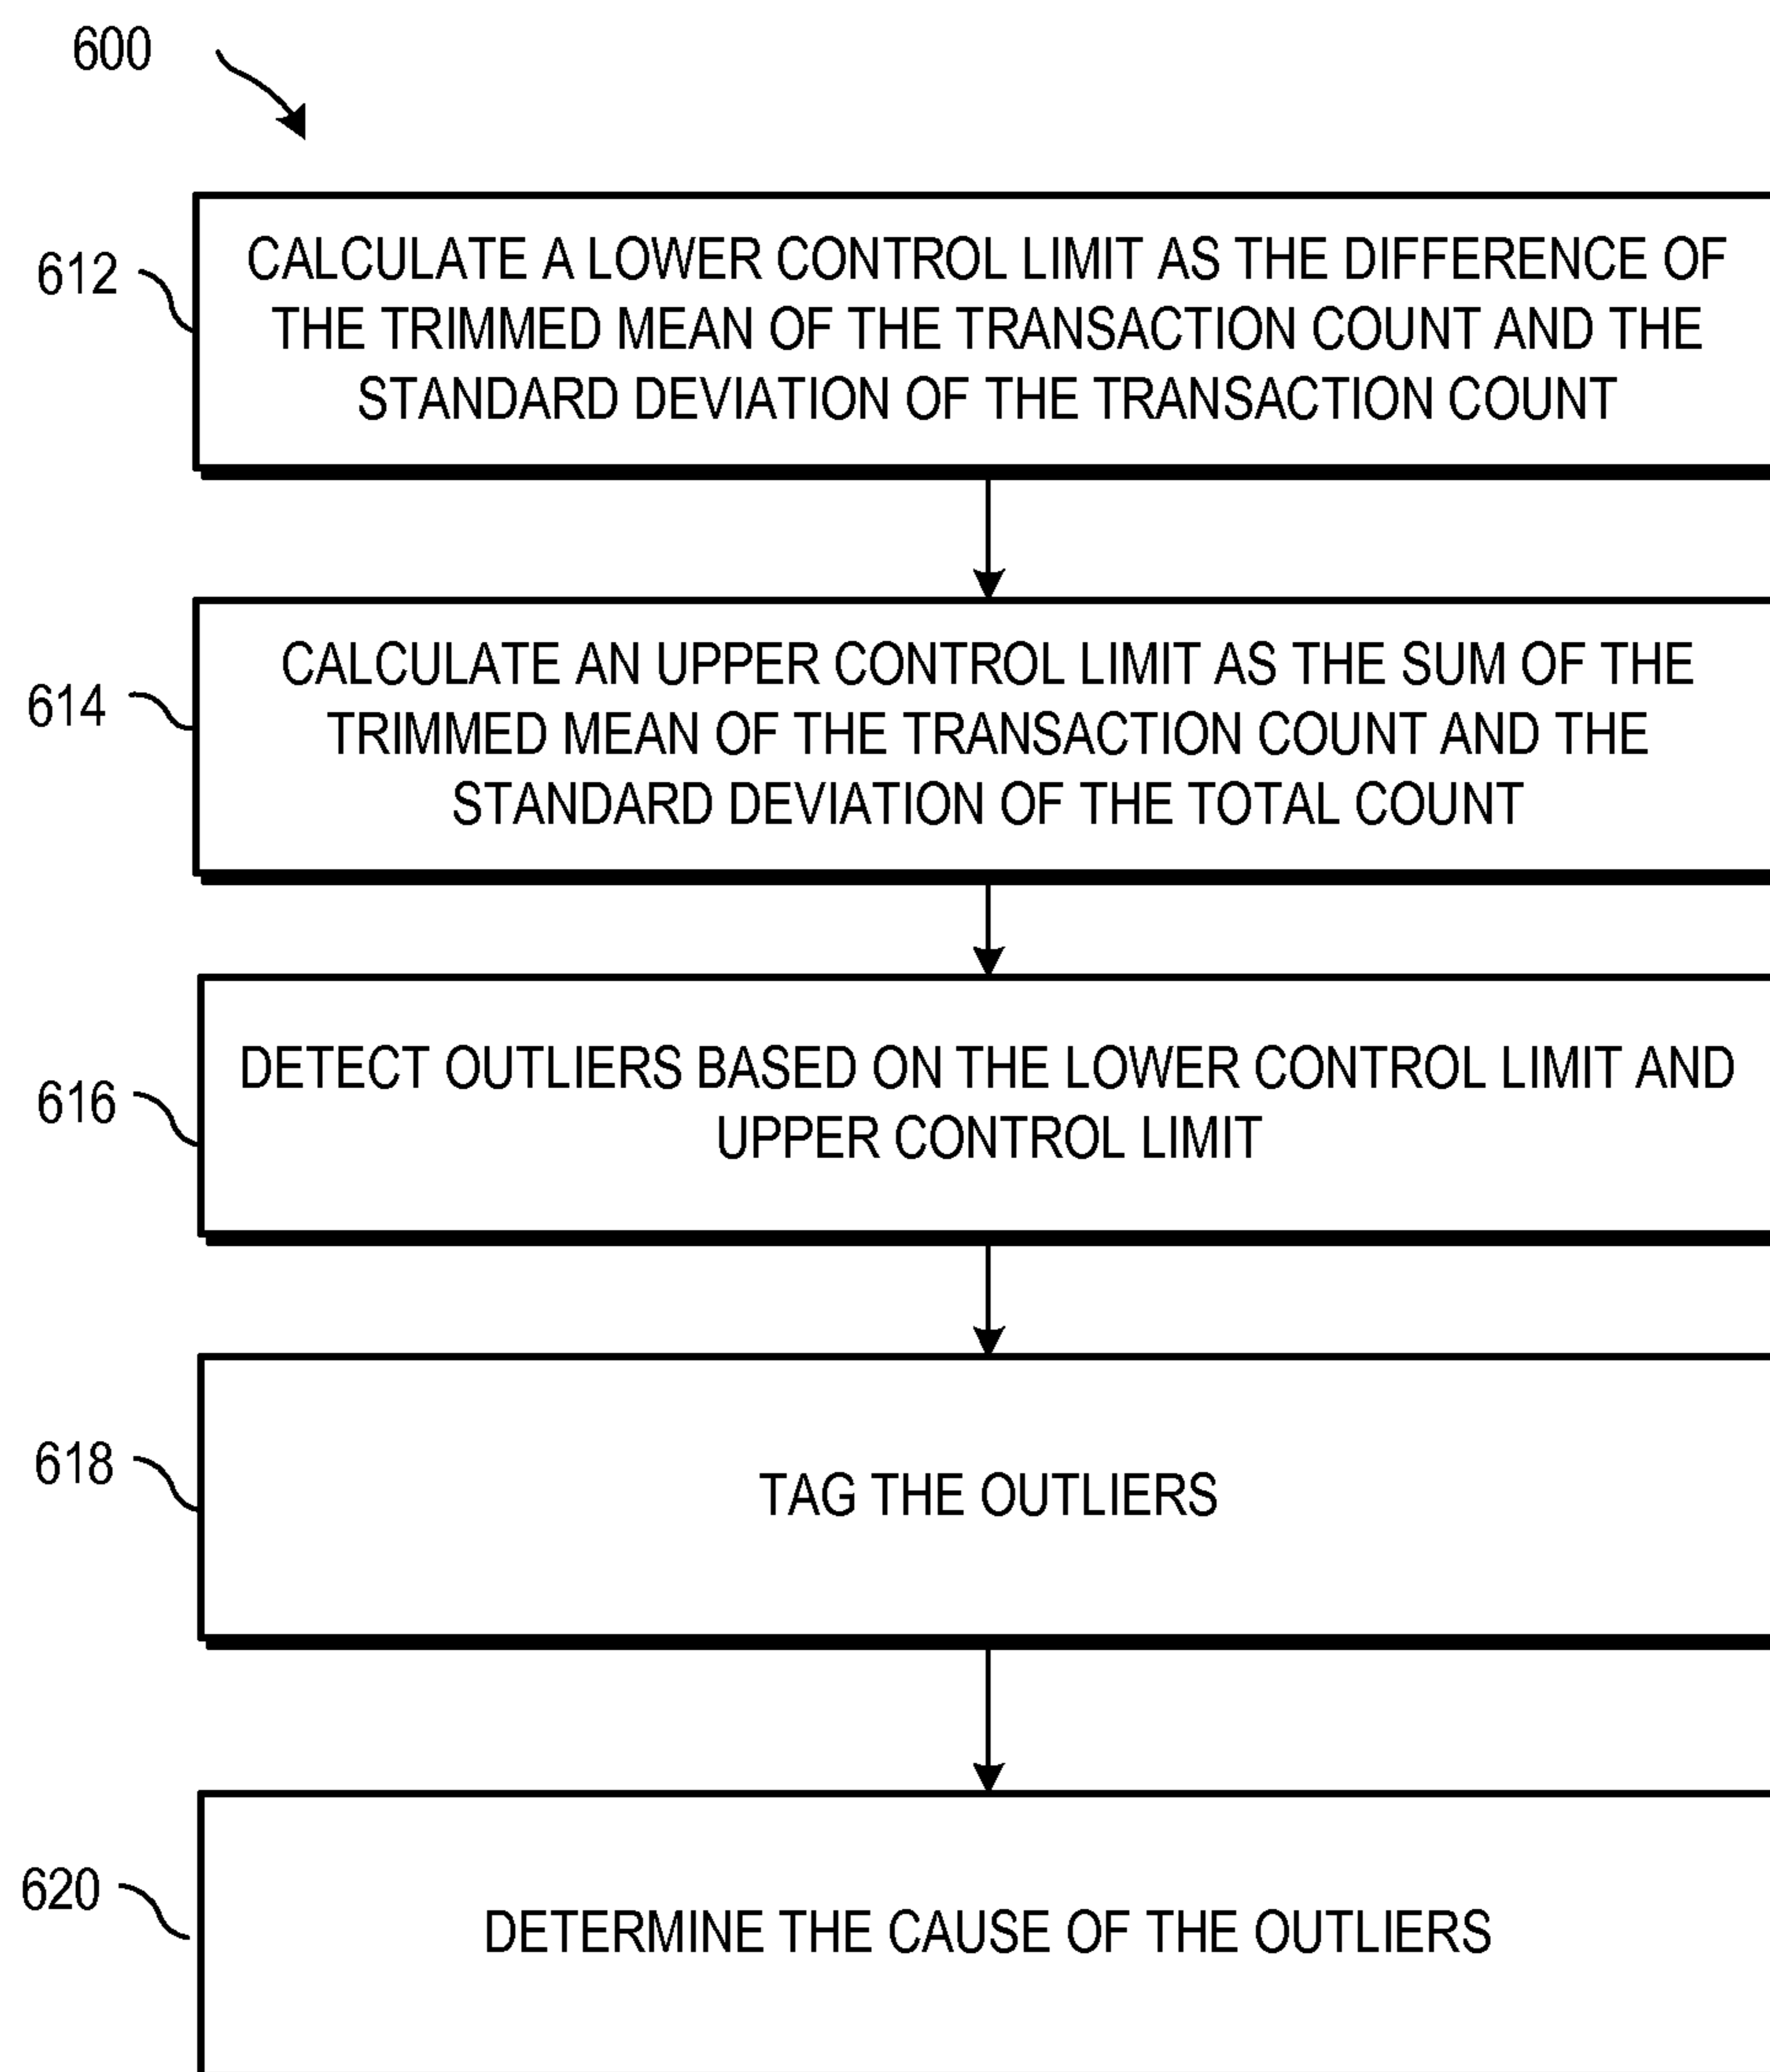 600
612
CALCULATE A LOWER CONTROL LIMIT AS THE DIFFERENCE OF
THE TRIMMED MEAN OF THE TRANSACTION COUNT AND THE
STANDARD DEVIATION OF THE TRANSACTION COUNT
614
CALCULATE AN UPPER CONTROL LIMIT AS THE SUM OF THE
TRIMMED MEAN OF THE TRANSACTION COUNT AND THE
STANDARD DEVIATION OF THE TOTAL COUNT
616
DETECT OUTLIERS BASED ON THE LOWER CONTROL LIMIT AND
UPPER CONTROL LIMIT
618
TAG THE OUTLIERS
620
DETERMINE THE CAUSE OF THE OUTLIERS